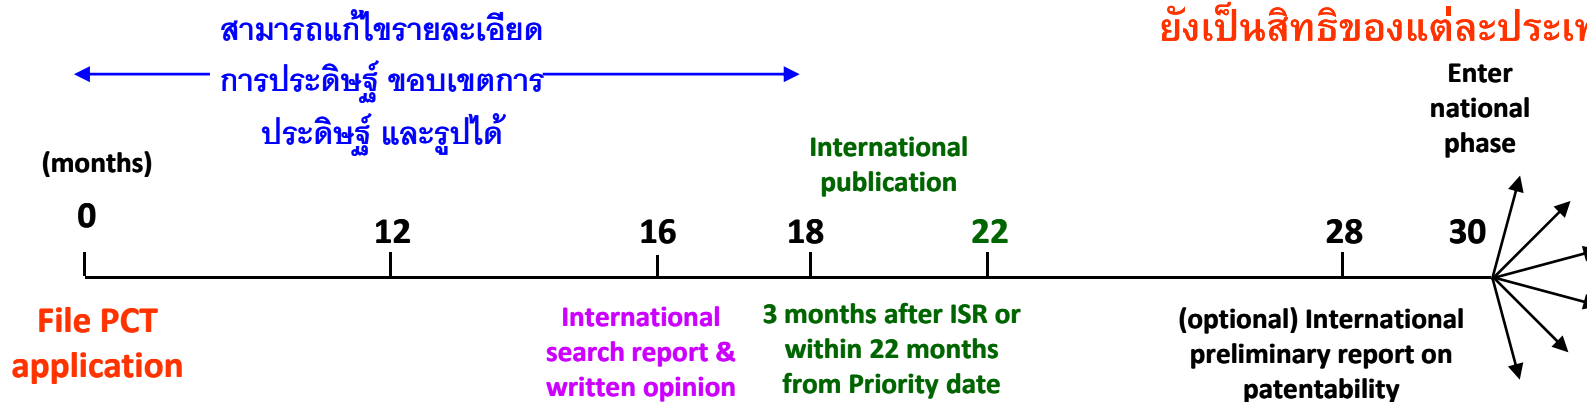 สามารถแก้ไขรายละเอียด
การประดิษฐ์ ขอบเขตการ
ประดิษฐ์ และรูปได้
ยังเป็นสิทธิของแต่ละ
Enter
national
phase
(months)
International
publication
0
12
16
18
22
28
30
File PCT
application
International
search report &
written opinion
3 months after ISR or
within 22 months
from Priority date
(optional) International
preliminary report on
patentability